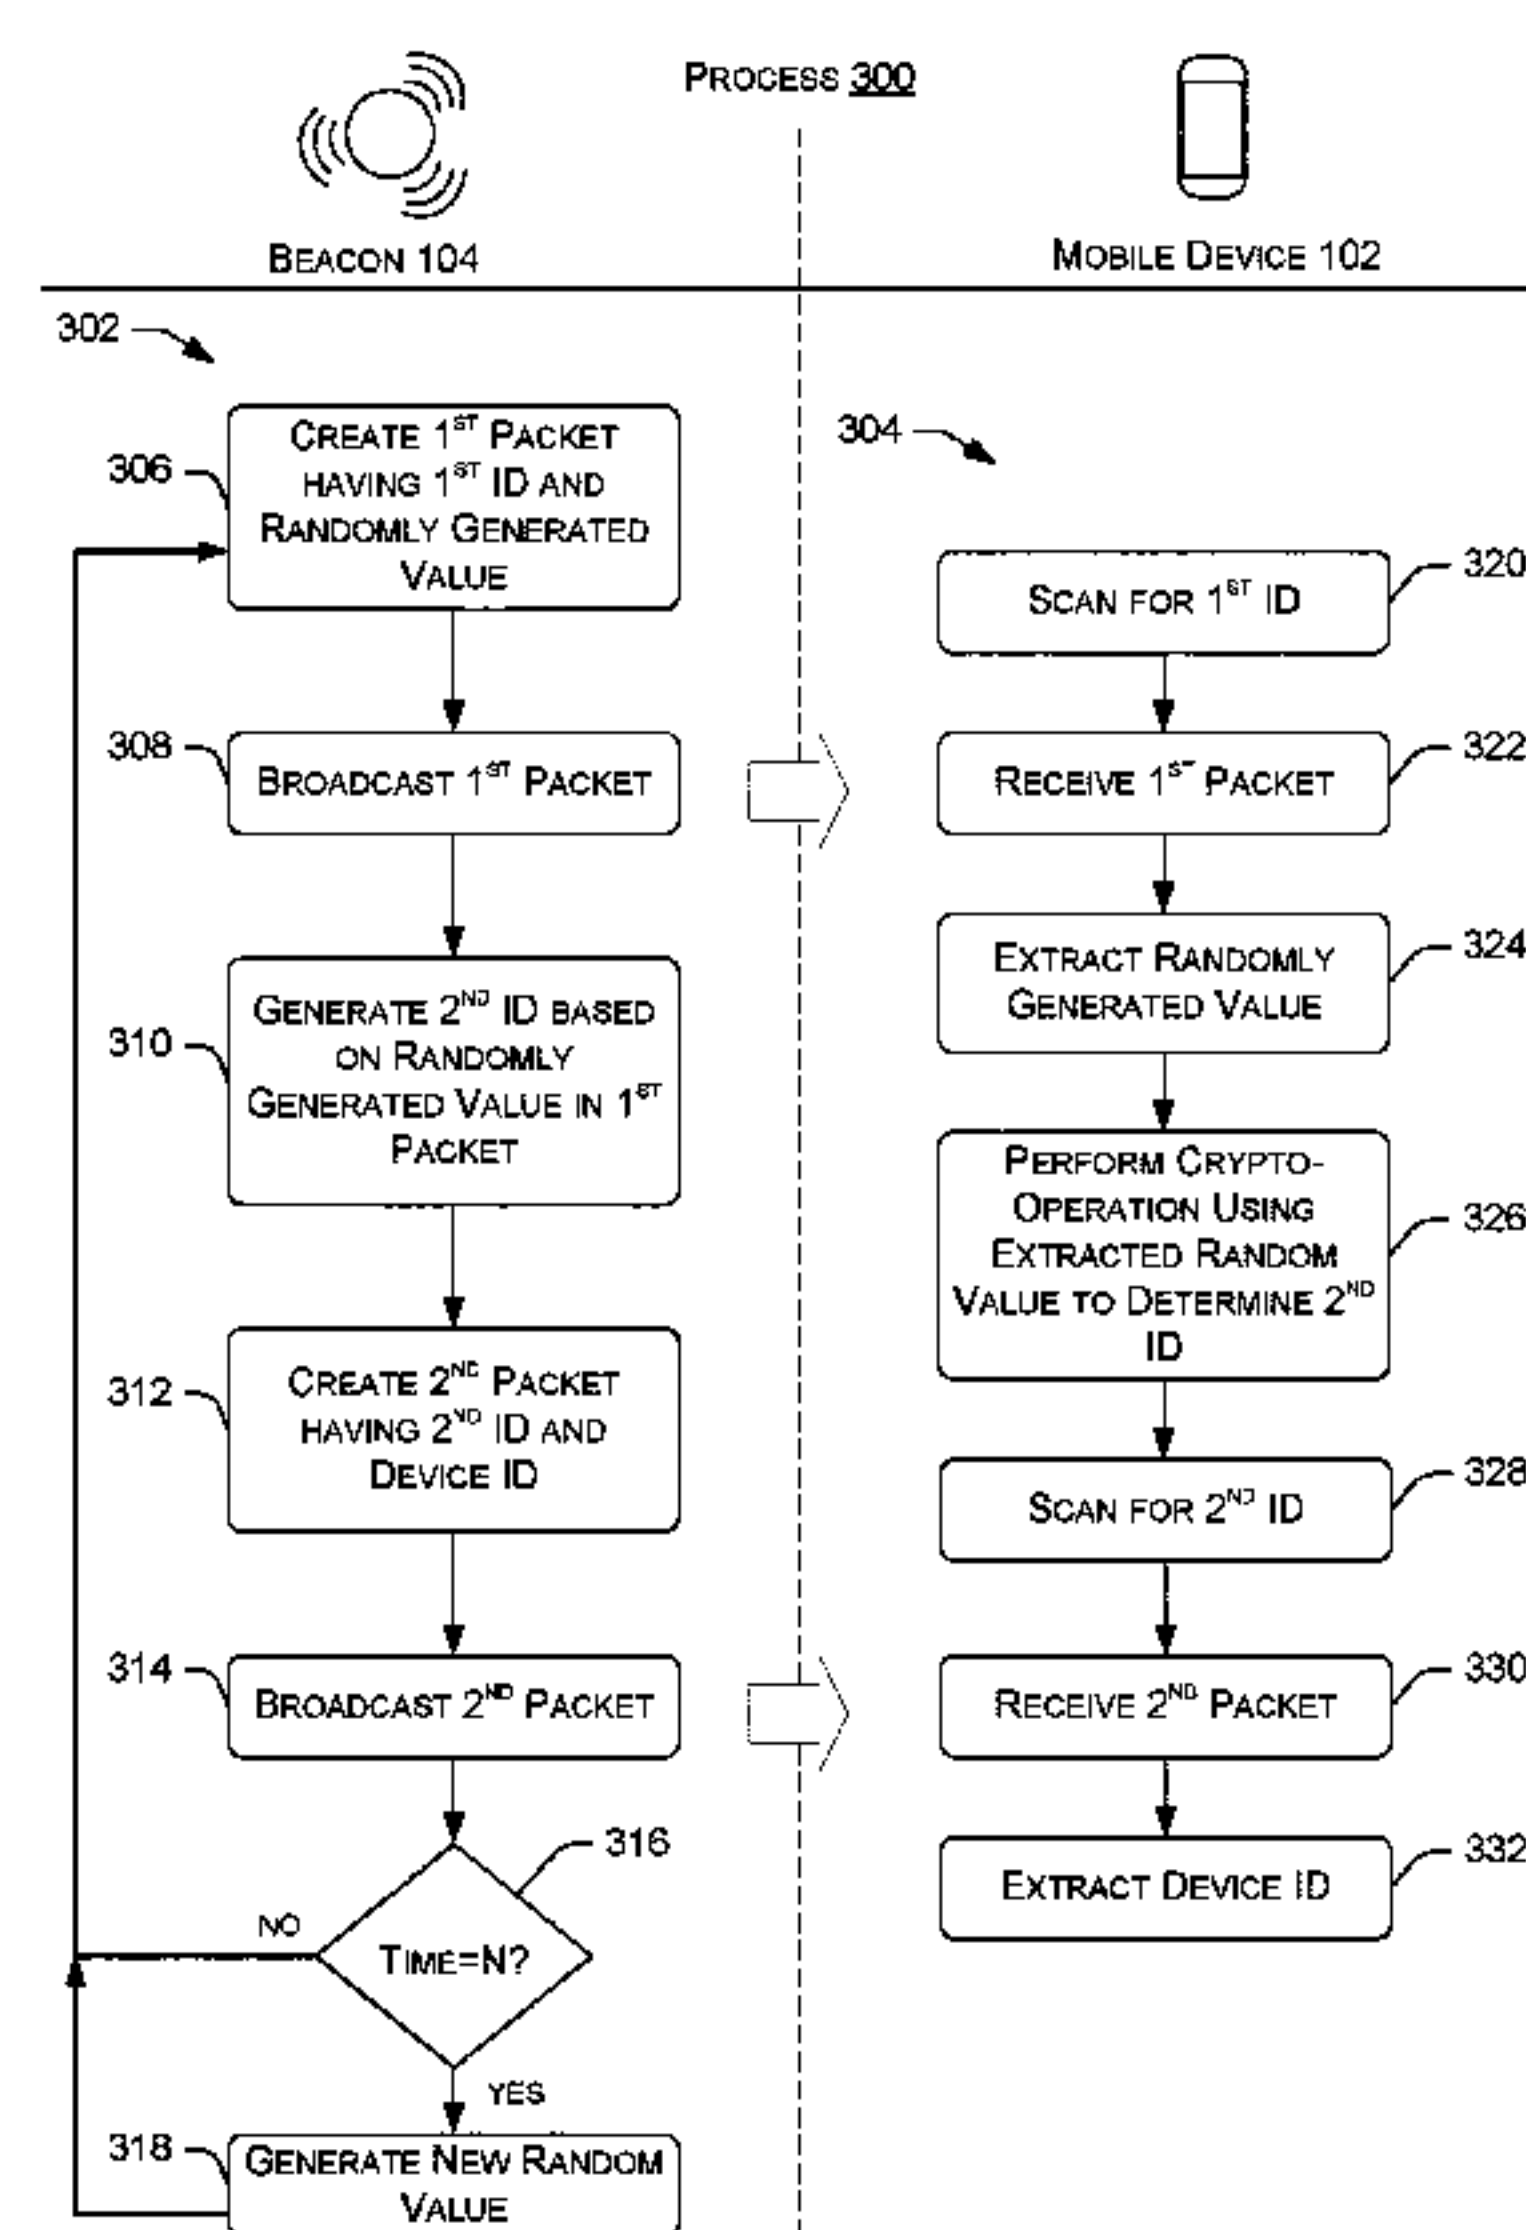 PROCESS 300
BEACON 104
MOBILE DEVICE 102
302
306
CREATE 1ST PACKET
HAVING 1ST ID AND
RANDOMLY GENERATED
VALUE
308
BROADCAST 1ST PACKET
310
GENERATE 2ND ID BASED
ON RANDOMLY
GENERATED VALUE IN 1ST
PACKET
312
CREATE 2ND PACKET
HAVING 2ND ID AND
DEVICE ID
314
BROADCAST 2ND PACKET
316
NO
TIME=N?
YES
318
GENERATE NEW RANDOM
VALUE
304
320
SCAN FOR 1ST ID
322
RECEIVE 1ST PACKET
324
EXTRACT RANDOMLY
GENERATED VALUE
326
PERFORM CRYPTO-
OPERATION USING
EXTRACTED RANDOM
VALUE TO DETERMINE 2ND
ID
328
SCAN FOR 2ND ID
330
RECEIVE 2ND PACKET
332
EXTRACT DEVICE ID